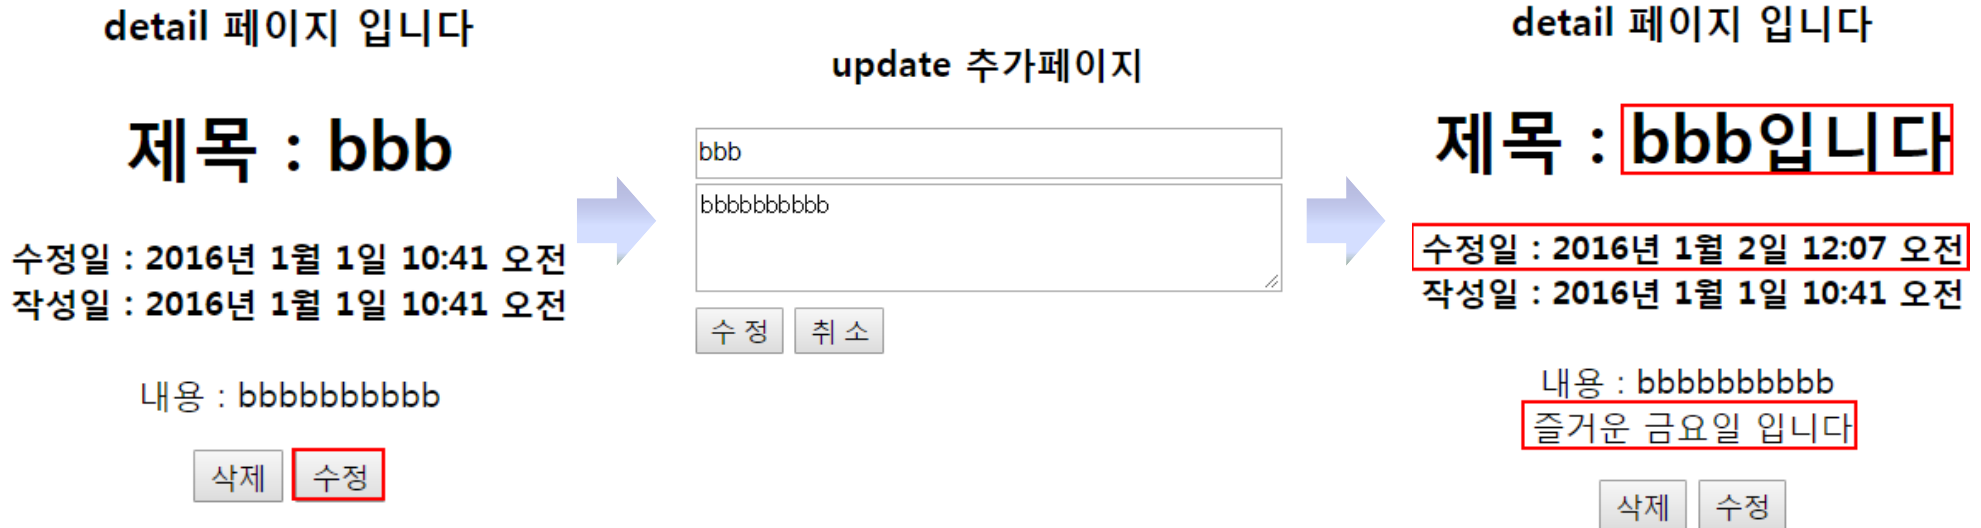 detail 페이지 입니다
제목 : bbb
수정일 : 2016년 1월 1일 10:41 오전
작성일 : 2016년 1월 1일 10:41 오전
내용 : bbbbbbbbbb
삭제 수정
update 추가페이지
bbb
bbbbbbbbbb
수 정 취 소
detail 페이지 입니다
제목 : bbb입니다
수정일 : 2016년 1월 2일 12:07 오전
작성일 : 2016년 1월 1일 10:41 오전
내용 : bbbbbbbbbb
즐거운 금요일 입니다
삭제 수정